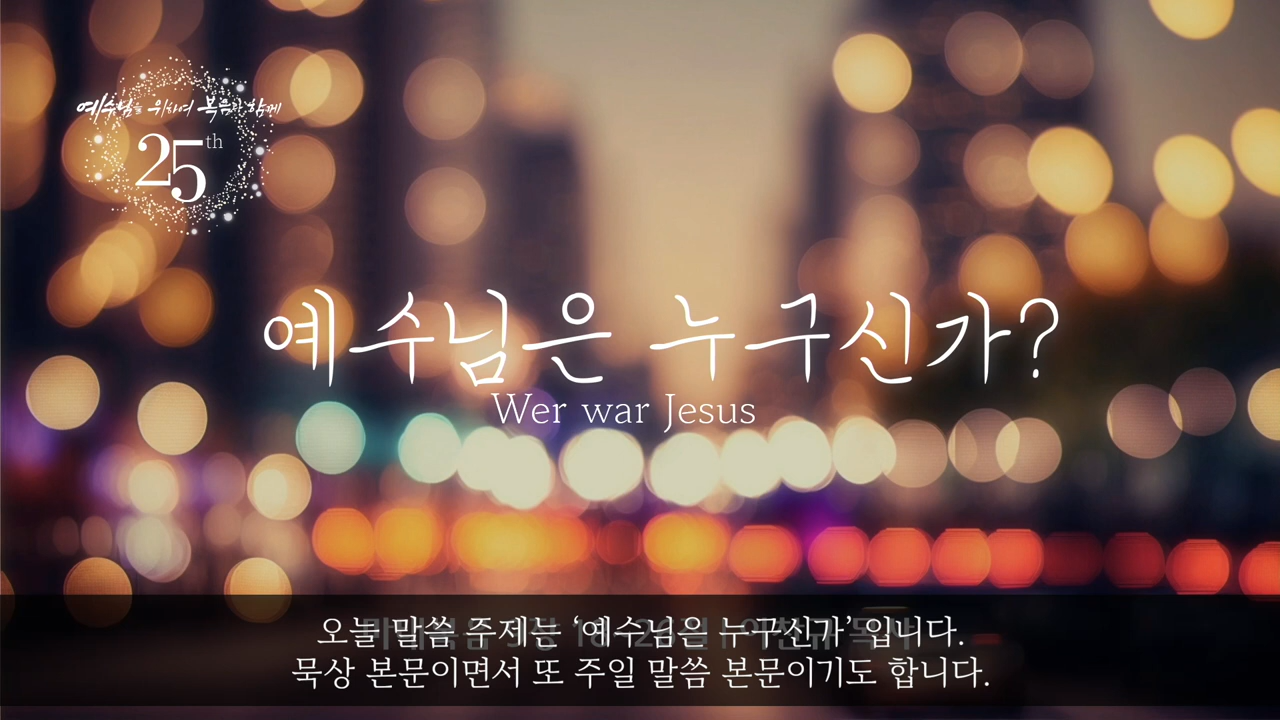 예수님을 위하여 복음과 함께
25th
예수님은 누구신가?
Wer war Jesus
오늘 말씀 주제는 ‘예수님은 누구신가’ 입니다.
묵상 본문이면서 또 주일 말씀 본문이기도 합니다.